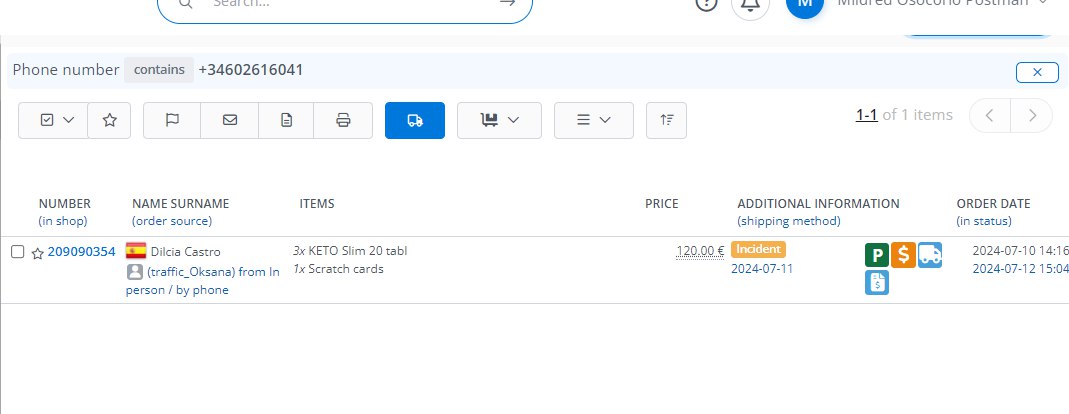 Search...
M Mildred Osocorio Postman
Phone number contains +34602616041
1-1 of 1 items
NUMBER NAME SURNAME ITEMS PRICE ADDITIONAL INFORMATION ORDER DATE
(in shop) (order source) (shipping method) (in status)
209090354 Dilcia Castro 3x KETO Slim 20 tabl 120.00 € Incident P $ 2024-07-10 14:16
(traffic_Oksana) from In 1x Scratch cards 2024-07-11 $ 2024-07-12 15:04
person / by phone